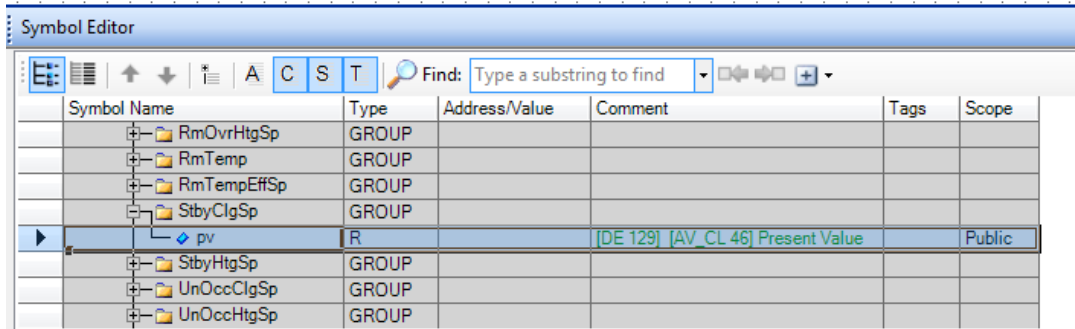 Symbol Editor
A C S T Find: Type a substring to find
Symbol Name Type Address/Value Comment Tags Scope
RmOvrHtgSp GROUP
RmTemp GROUP
RmTempEffSp GROUP
StbyClgSp GROUP
pv R [DE 129] [AV_CL 46] Present Value Public
StbyHtgSp GROUP
UnOccClgSp GROUP
UnOccHtgSp GROUP